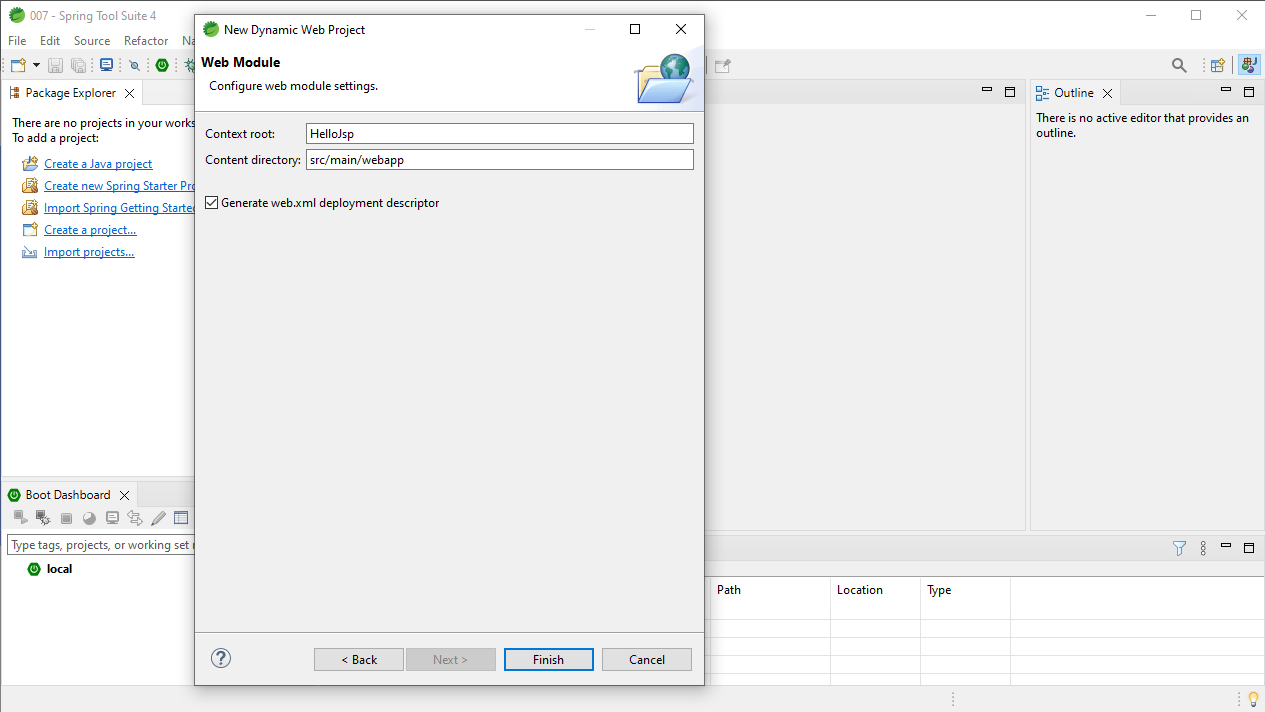 007 - Spring Tool Suite 4
File Edit Source Refactor Na
Package Explorer
There are no projects in your works
To add a project:
Create a Java project
Create new Spring Starter Pro
Import Spring Getting Started
Create a project...
Import projects...
Boot Dashboard
Type tags, projects, or working set
local
New Dynamic Web Project
Web Module
Configure web module settings.
Context root: HelloJsp
Content directory: src/main/webapp
Generate web.xml deployment descriptor
< Back Next > Finish Cancel
Outline
There is no active editor that provides an
outline.
Path Location Type